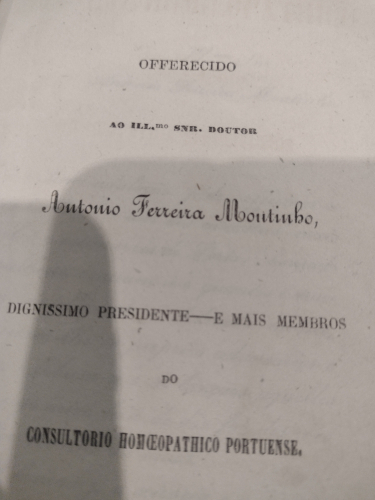 OFFERECIDO
AO ILL.mo SNR. DOUTOR
Antonio Ferreira Moutinho,
DIGNISSIMO PRESIDENTE—E MAIS MEMBROS
DO
CONSULTORIO HOMŒOPATHICO PORTUENSE.